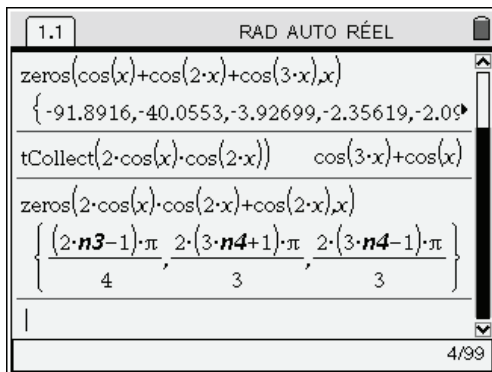 1.1 RAD AUTO RÉEL
zeros(cos(x)+cos(2·x)+cos(3·x),x)
{-91.8916,-40.0553,-3.92699,-2.35619,-2.09
tCollect(2·cos(x)·cos(2·x)) cos(3·x)+cos(x)
zeros(2·cos(x)·cos(2·x)+cos(2·x),x)
{(2·n3-1)·π/4, 2·(3·n4+1)·π/3, 2·(3·n4-1)·π/3}
4/99